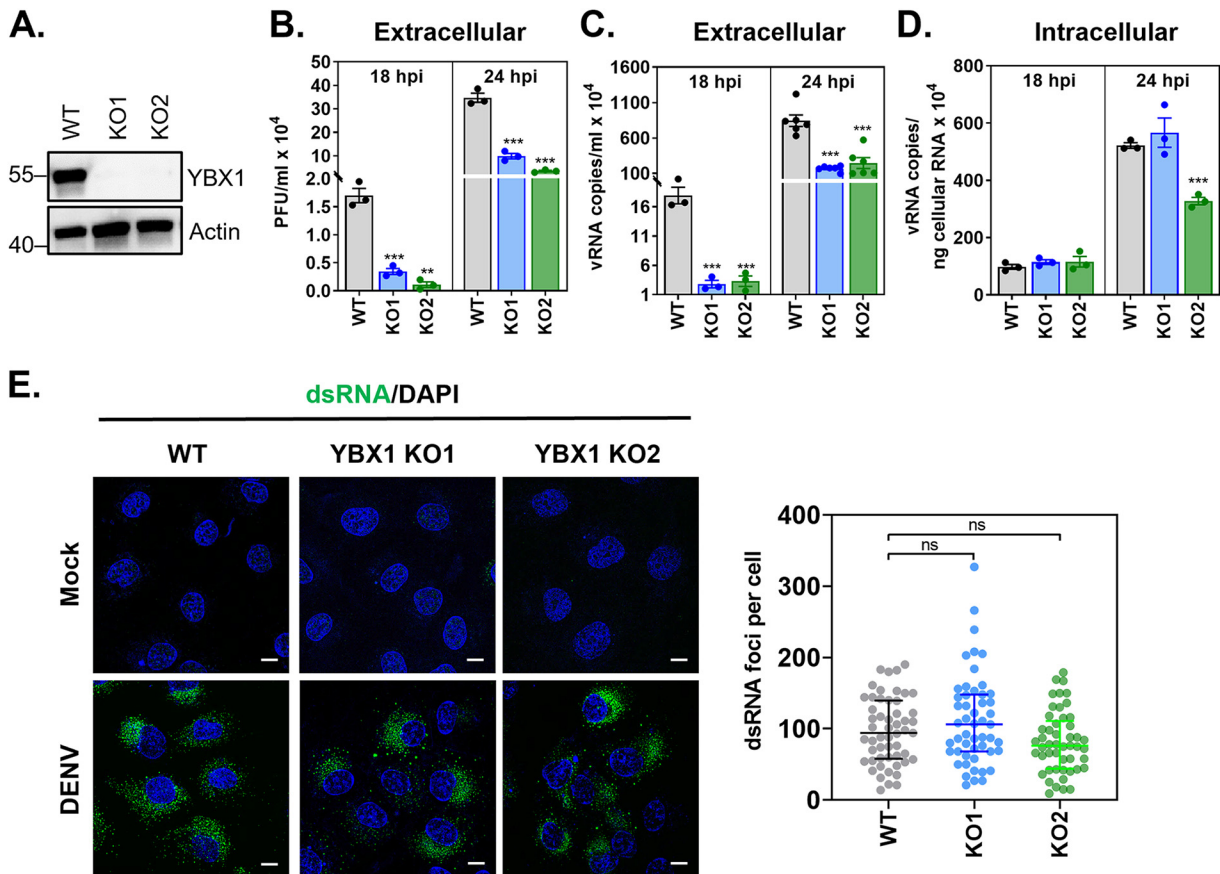 A.
WT
KO1
KO2
55
YBX1
40
Actin
B.
Extracellular
18 hpi
24 hpi
PFU/ml x 10⁴
50
40
30
20
10
2.0
1.5
1.0
0.5
0.0
***
**
***
***
WT
KO1
KO2
WT
KO1
KO2
C.
Extracellular
18 hpi
24 hpi
vRNA copies/ml x 10⁴
1600
1100
600
100
16
11
6
1
***
***
***
***
WT
KO1
KO2
WT
KO1
KO2
D.
Intracellular
18 hpi
24 hpi
vRNA copies/
ng cellular RNA x 10⁴
800
600
400
200
0
***
WT
KO1
KO2
WT
KO1
KO2
E.
dsRNA/DAPI
WT
YBX1 KO1
YBX1 KO2
Mock
DENV
dsRNA foci per cell
400
300
200
100
0
ns
ns
WT
KO1
KO2